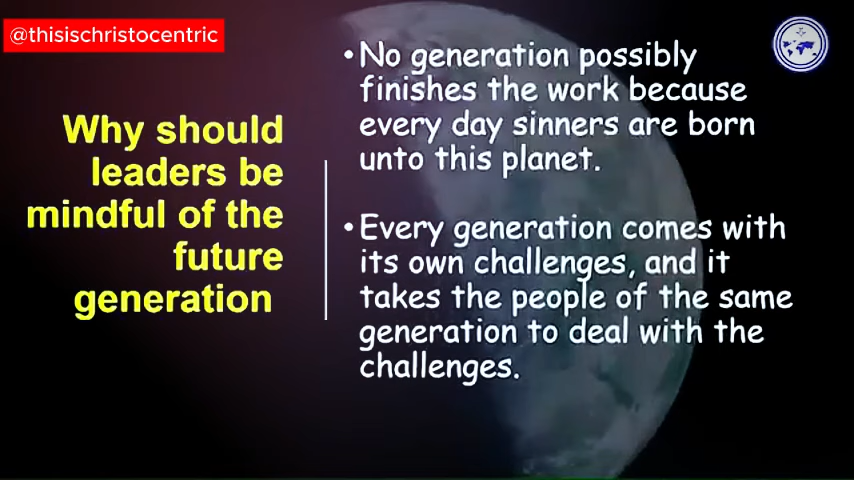 @thisischristocentric
Why should
leaders be
mindful of the
future
generation
•No generation possibly
finishes the work because
every day sinners are born
unto this planet.
•Every generation comes with
its own challenges, and it
takes the people of the same
generation to deal with the
challenges.